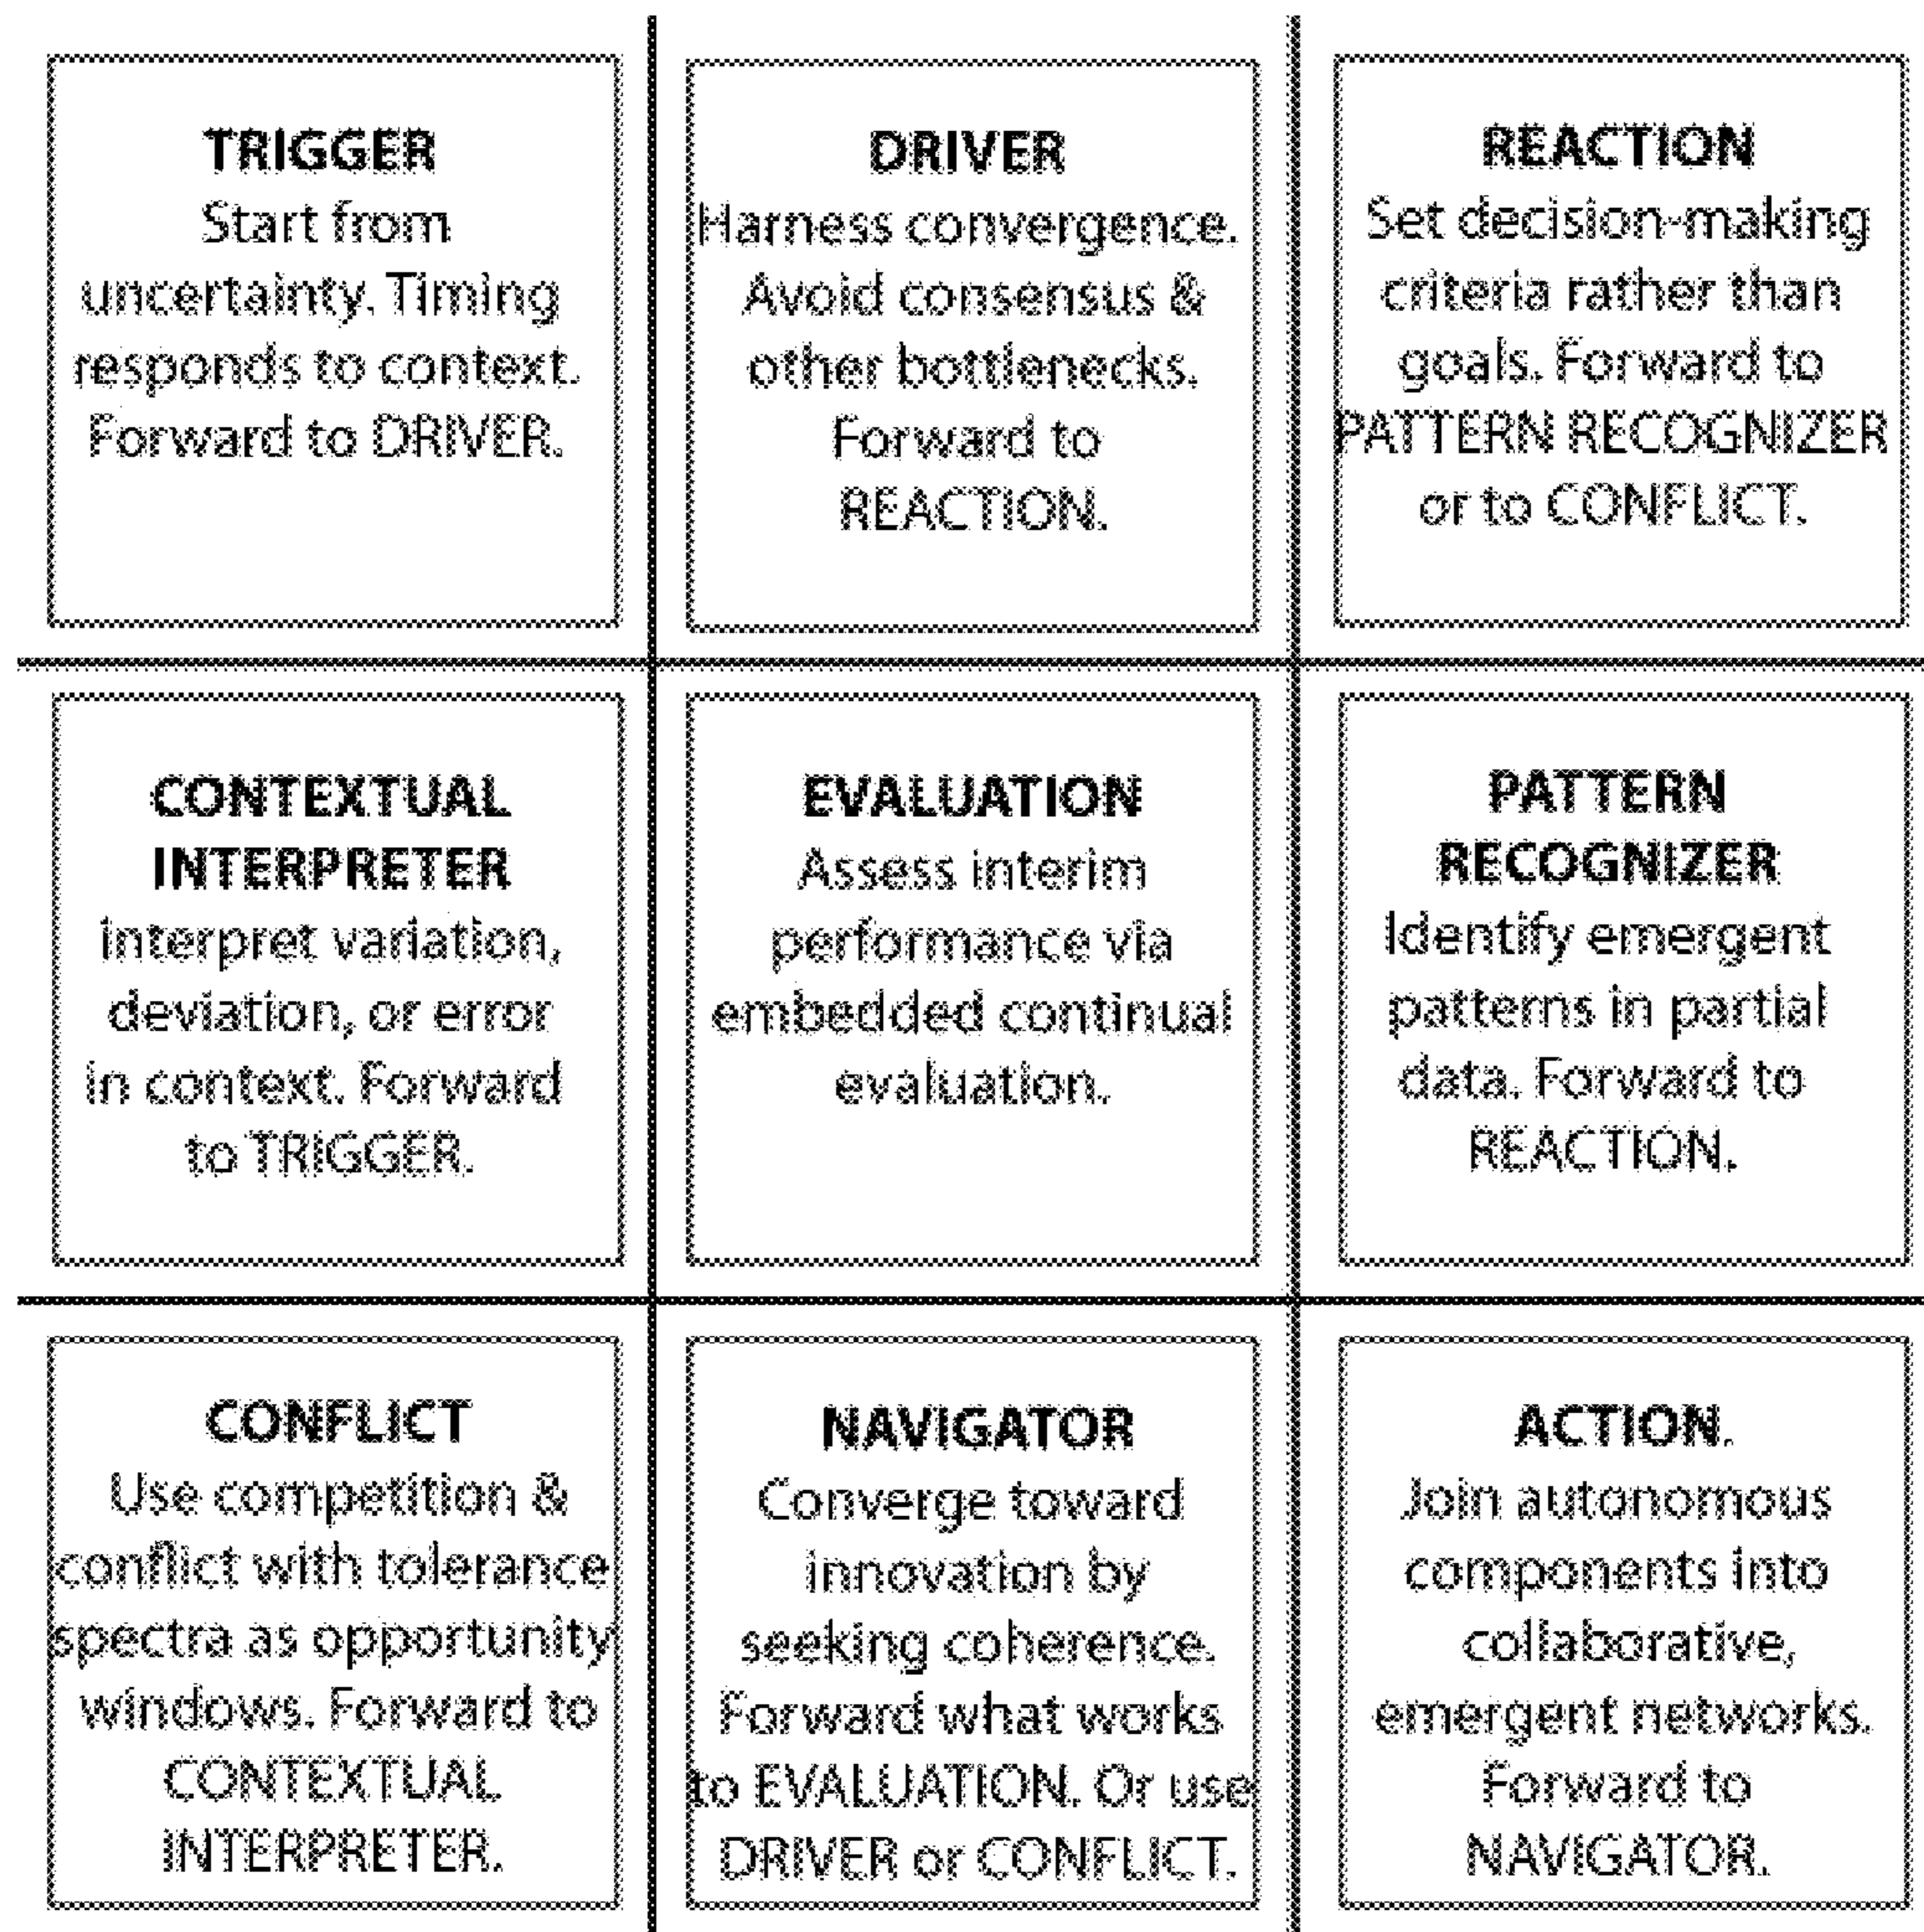 TRIGGER
Start from
uncertainty. Timing
responds to context.
Forward to DRIVER.
DRIVER
Harness convergence.
Avoid consensus &
other bottlenecks.
Forward to
REACTION.
REACTION
Set decision-making
criteria rather than
goals. Forward to
PATTERN RECOGNIZER
or to CONFLICT.
CONTEXTUAL
INTERPRETER
Interpret variation,
deviation, or error
in context. Forward
to TRIGGER.
EVALUATION
Assess interim
performance via
embedded continual
evaluation.
PATTERN
RECOGNIZER
Identify emergent
patterns in partial
data. Forward to
REACTION.
CONFLICT
Use competition &
conflict with tolerance
spectra as opportunity
windows. Forward to
CONTEXTUAL
INTERPRETER.
NAVIGATOR
Converge toward
innovation by
seeking coherence.
Forward what works
to EVALUATION. Or use
DRIVER or CONFLICT.
ACTION.
Join autonomous
components into
collaborative,
emergent networks.
Forward to
NAVIGATOR.